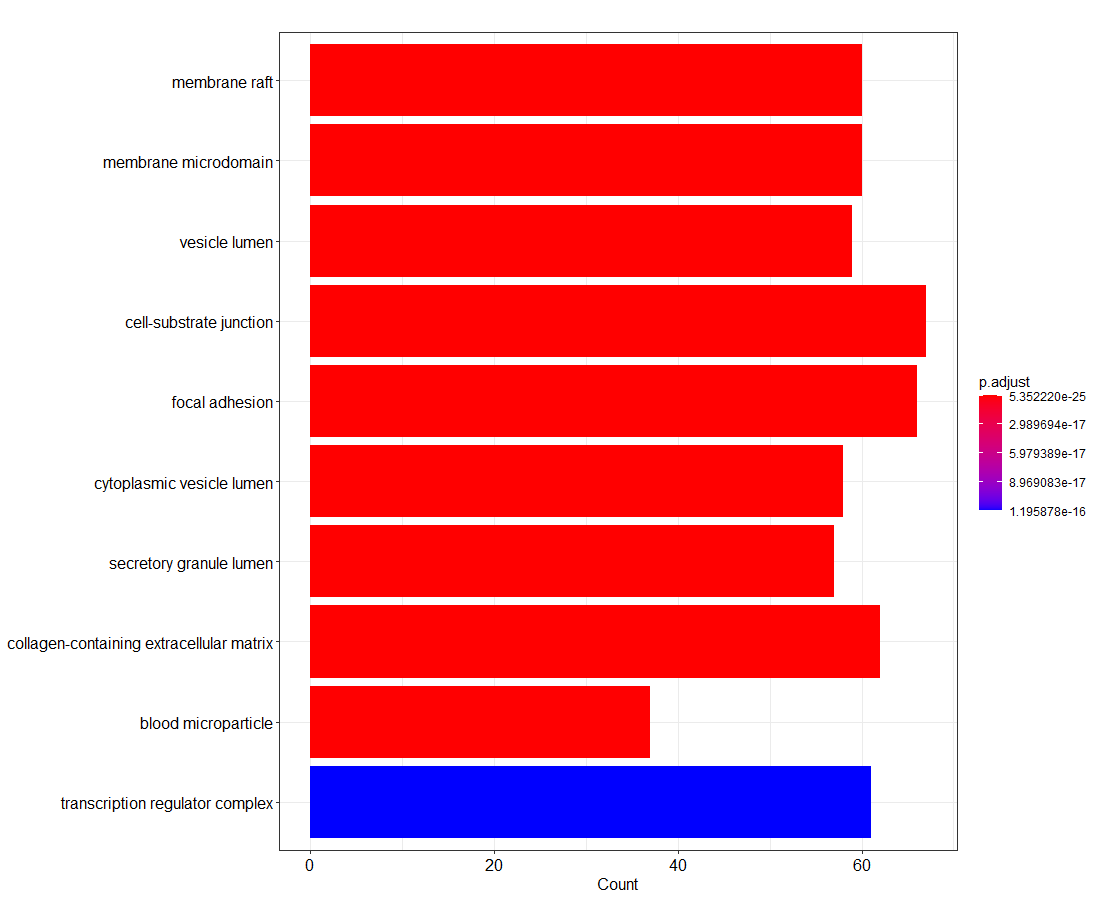 membrane raft
membrane microdomain
vesicle lumen
cell-substrate junction
focal adhesion
cytoplasmic vesicle lumen
secretory granule lumen
collagen-containing extracellular matrix
blood microparticle
transcription regulator complex
0 20 40 60
Count
p.adjust
5.352220e-25
2.989694e-17
5.979389e-17
8.969083e-17
1.195878e-16